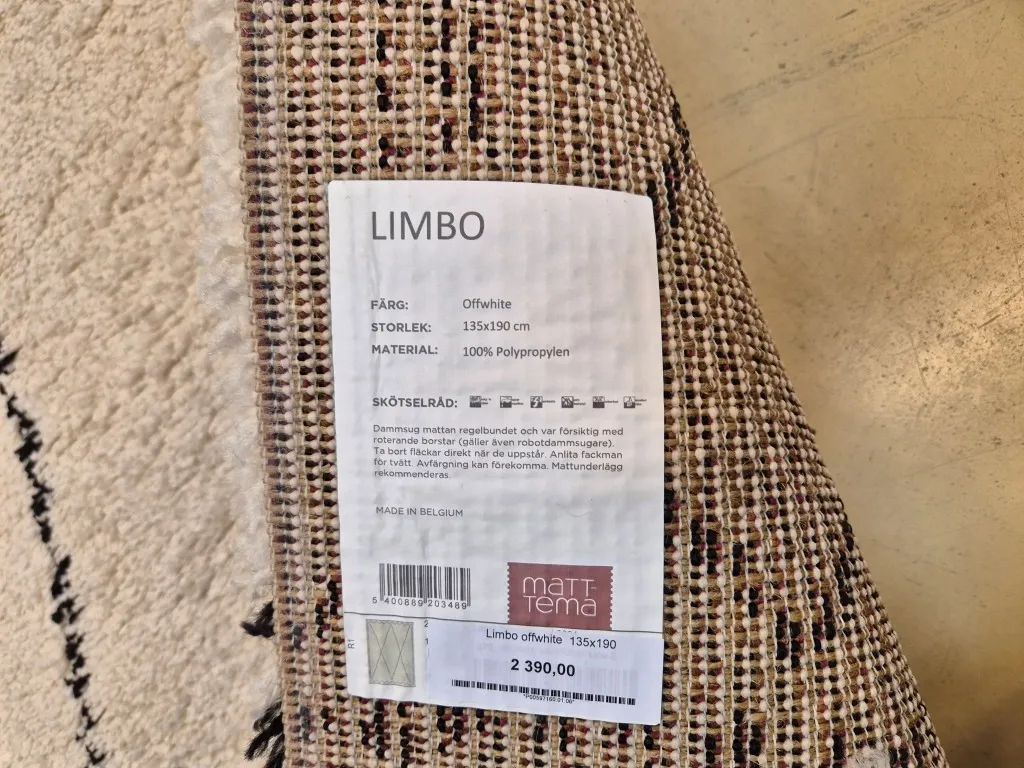 LIMBO
FÄRG: Offwhite
STORLEK: 135x190 cm
MATERIAL: 100% Polypropylen
SKÖTSELRÅD:
Dammsug mattan regelbundet och var försiktig med
roterande borstar (gäller även robotdammsugare).
Ta bort fläckar direkt när de uppstår. Anlita fackman
för tvätt. Avfärgning kan förekomma. Mattunderlägg
rekommenderas.
MADE IN BELGIUM
5 400889 203489
MATT-
TEMA
R1
Limbo offwhite 135x190
2 390,00